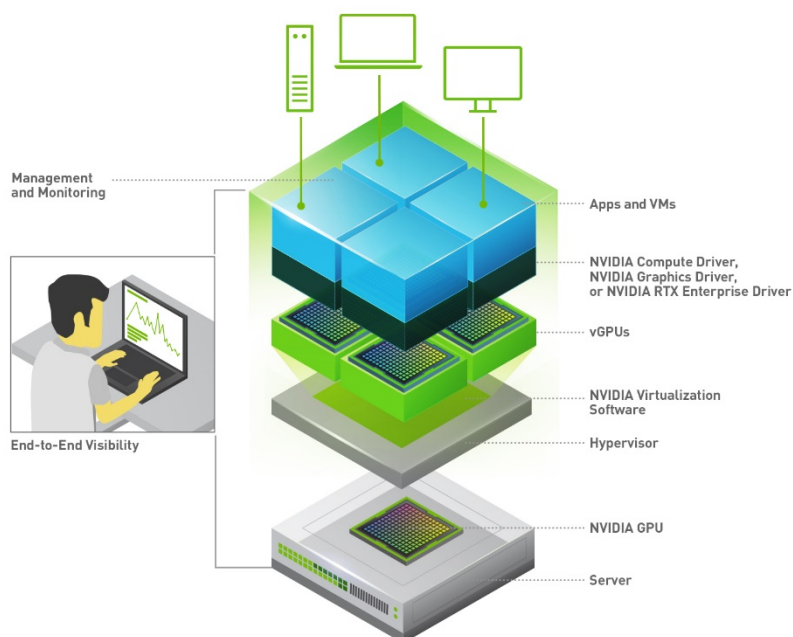 Management
and Monitoring
Apps and VMs
NVIDIA Compute Driver,
NVIDIA Graphics Driver,
or NVIDIA RTX Enterprise Driver
vGPUs
NVIDIA Virtualization
Software
End-to-End Visibility
Hypervisor
NVIDIA GPU
Server